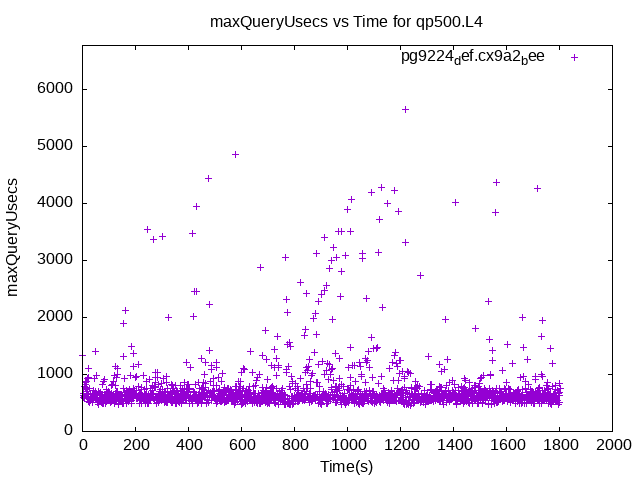 maxQueryUsecs vs Time for qp500.L4
pg9224def.cx9a2bee
6000
5000
4000
3000
2000
1000
0
maxQueryUsecs
0 200 400 600 800 1000 1200 1400 1600 1800 2000
Time(s)